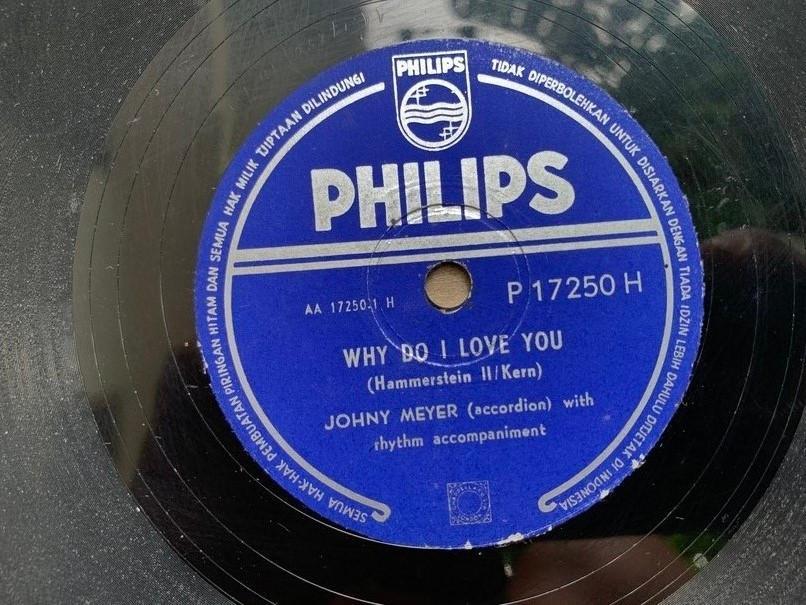 PHILIPS
PHILIPS
AA 17250-1 H
P 17250 H
WHY DO I LOVE YOU
(Hammerstein II/Kern)
JOHNY MEYER (accordion) with
rhythm accompaniment
SEMUA HAK-HAK PEMBUATAN PIRINGAN HITAM DAN SEMUA HAK MILIK TJIPTAAN DILINDUNGI
TIDAK DIPERBOLEHKAN UNTUK DISIARKAN DENGAN TIADA IDZIN LEBIH DAHULU DITJETAK DI INDONESIA